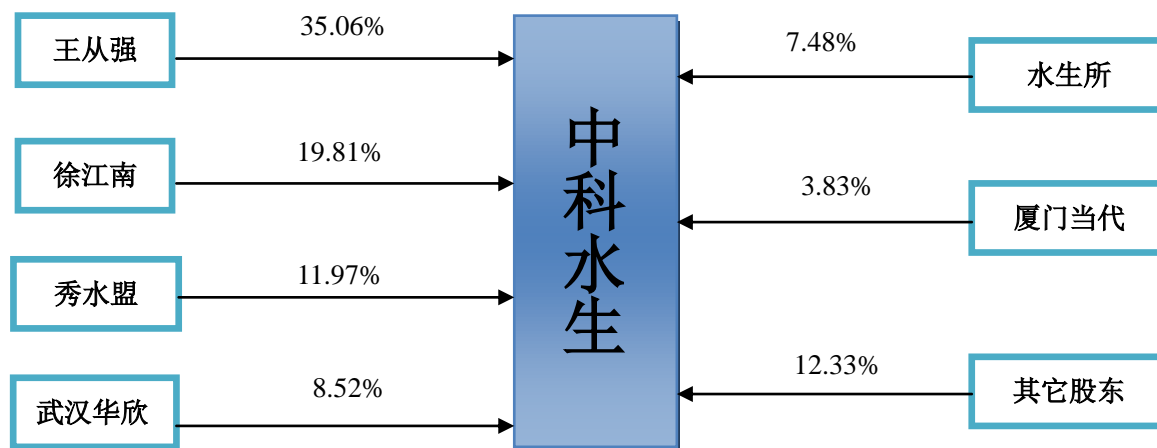 王从强
35.06%
徐江南
19.81%
秀水盟
11.97%
武汉华欣
8.52%
中科水生
7.48%
水生所
3.83%
厦门当代
12.33%
其它股东